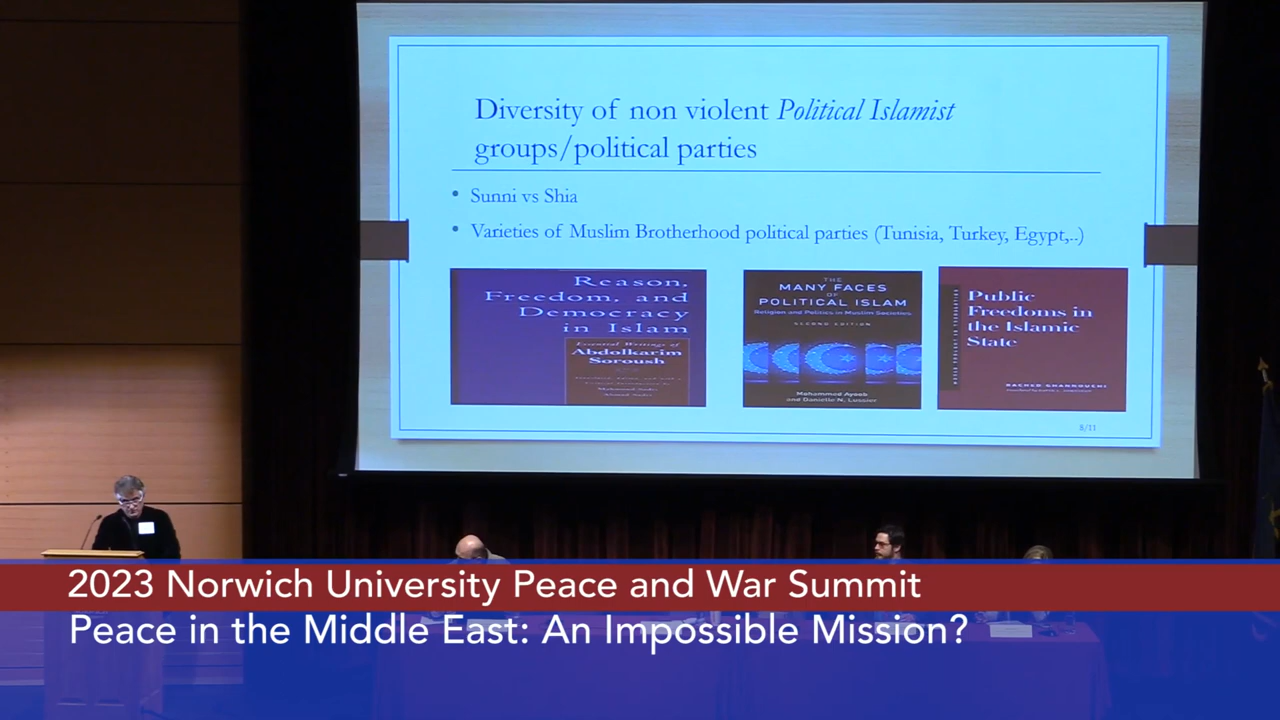 Diversity of non violent Political Islamist
groups/political parties
• Sunni vs Shia
• Varieties of Muslim Brotherhood political parties (Tunisia, Turkey, Egypt,..)
Reason,
Freedom, and
Democracy
in Islam
Essential Writings of
Abdolkarim
Soroush
THE
MANY FACES
OF
POLITICAL ISLAM
Religion and Politics in Muslim Societies
SECOND EDITION
Mohammed Ayoob
and Danielle N. Lussier
Public
Freedoms in
the Islamic
State
RACHED GHANNOUCHI
8/11
2023 Norwich University Peace and War Summit
Peace in the Middle East: An Impossible Mission?